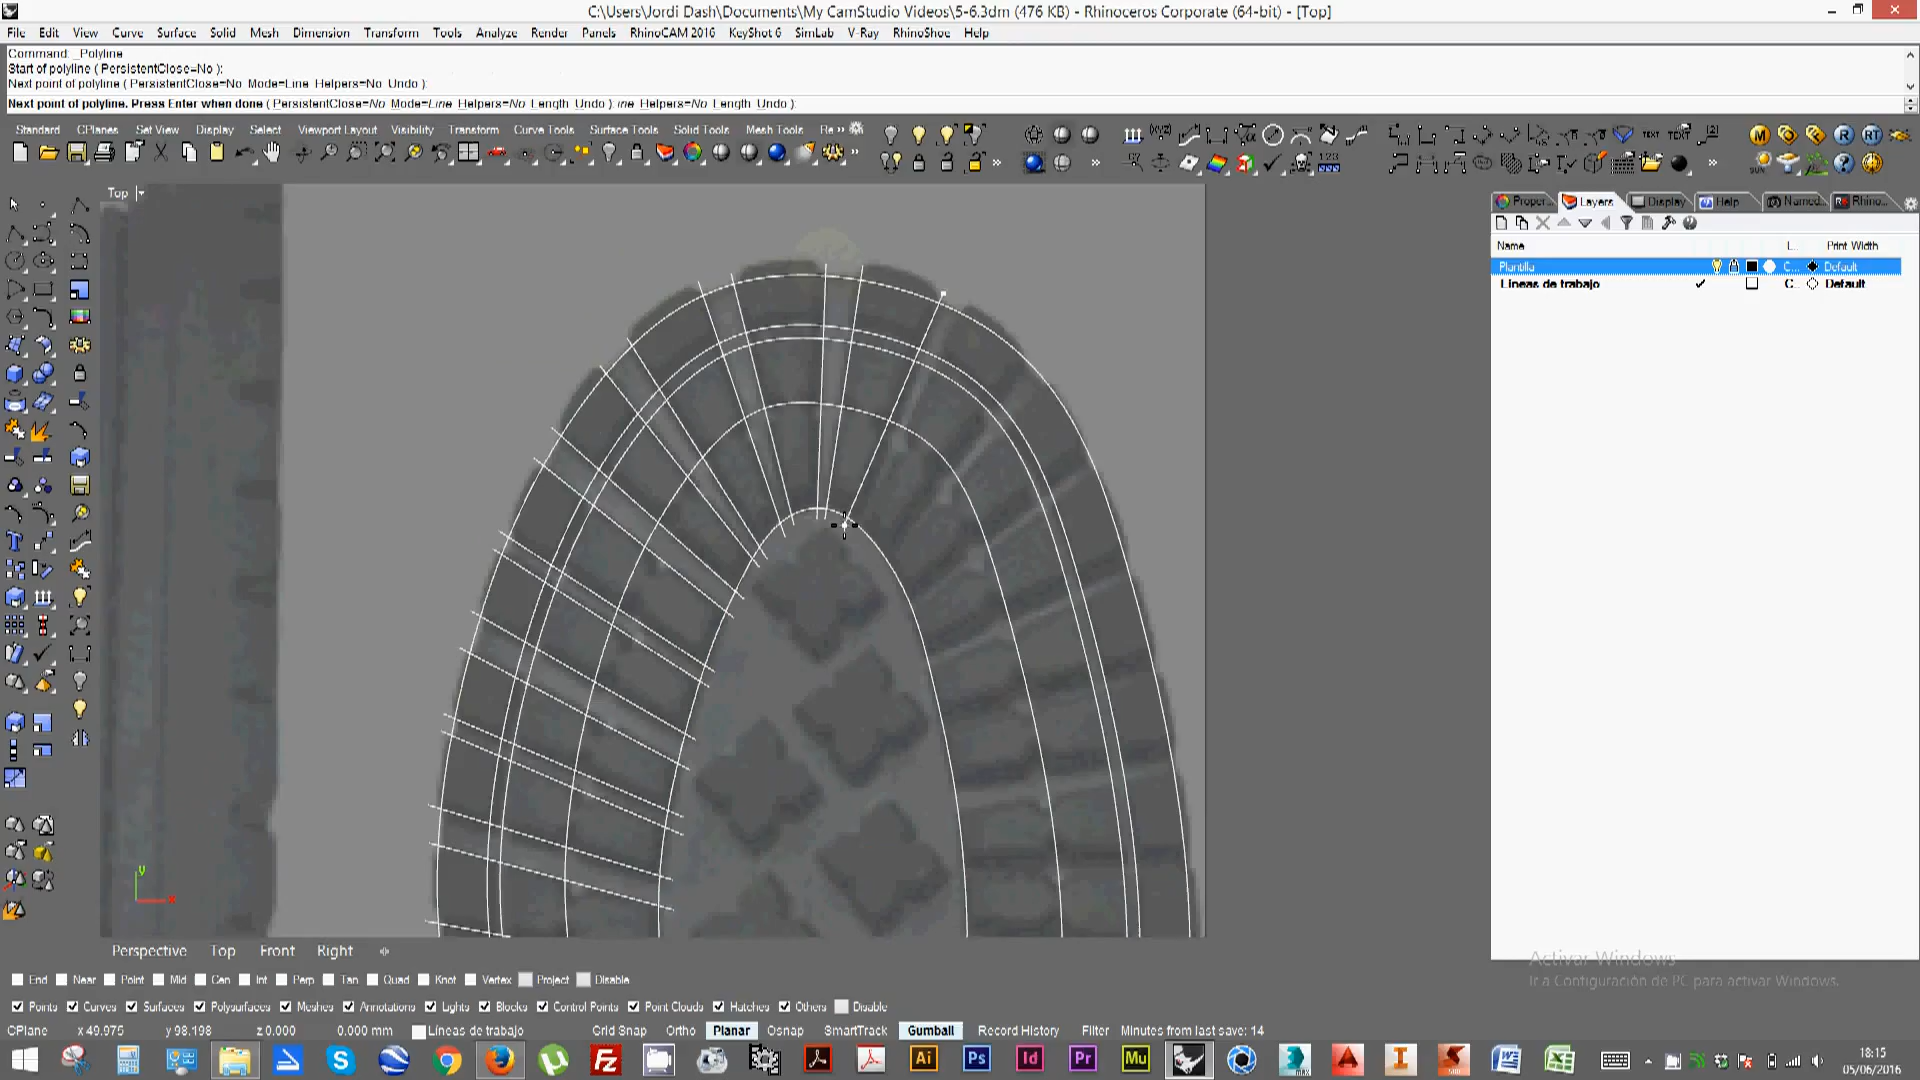 C:\Users\Jordi Dash\Documents\My CamStudio Videos\5-6.3dm (476 KB) - Rhinoceros Corporate (64-bit) - [Top]
File Edit View Curve Surface Solid Mesh Dimension Transform Tools Analyze Render Panels RhinoCAM 2016 KeyShot 6 SimLab V-Ray RhinoShoe Help
Command: _Polyline
Start of polyline ( PersistentClose=No ):
Next point of polyline ( PersistentClose=No Mode=Line Helpers=No Undo ):
Next point of polyline. Press Enter when done ( PersistentClose=No Mode=Line Helpers=No Length Undo ): ine Helpers=No Length Undo ):
Standard CPlanes Set View Display Select Viewport Layout Visibility Transform Curve Tools Surface Tools Solid Tools Mesh Tools Re »
Top
Proper... Layers Display Help Named... Rhino...
Name L... Print Width
Plantilla C... Default
Lineas de trabajo C... Default
y
x
Perspective Top Front Right
Activar Windows
Ir a Configuración de PC para activar Windows.
End Near Point Mid Cen Int Perp Tan Quad Knot Vertex Project Disable
Points Curves Surfaces Polysurfaces Meshes Annotations Lights Blocks Control Points Point Clouds Hatches Others Disable
CPlane x 49.975 y 98.198 z 0.000 0.000 mm Lineas de trabajo Grid Snap Ortho Planar Osnap SmartTrack Gumball Record History Filter Minutes from last save: 14
18:15
05/06/2016